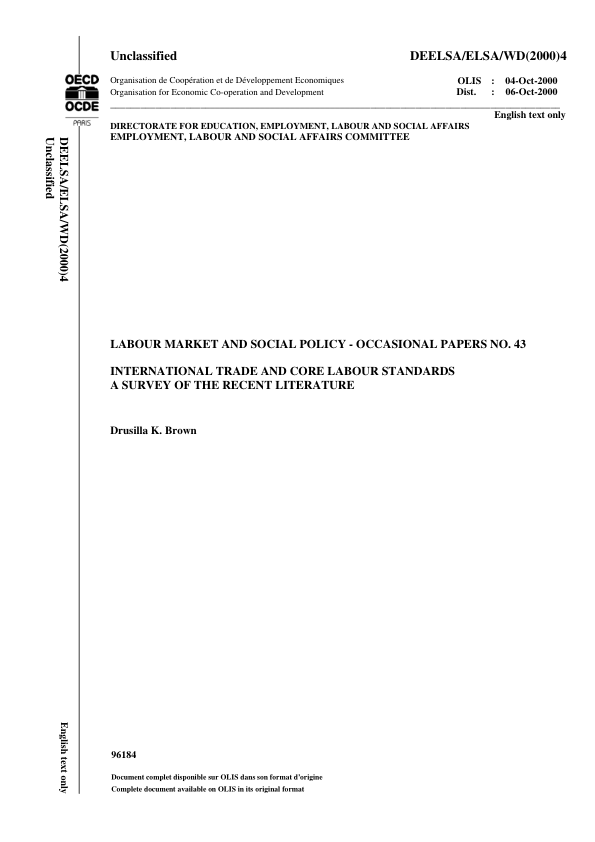 Unclassified DEELSA/ELSA/WD(2000)4
Organisation de Coopération et de Développement Economiques OLIS : 04-Oct-2000
Organisation for Economic Co-operation and Development Dist. : 06-Oct-2000
English text only
DIRECTORATE FOR EDUCATION, EMPLOYMENT, LABOUR AND SOCIAL AFFAIRS
EMPLOYMENT, LABOUR AND SOCIAL AFFAIRS COMMITTEE
OECD
OCDE
PARIS
DEELSA/ELSA/WD(2000)4
Unclassified
LABOUR MARKET AND SOCIAL POLICY - OCCASIONAL PAPERS NO. 43
INTERNATIONAL TRADE AND CORE LABOUR STANDARDS
A SURVEY OF THE RECENT LITERATURE
Drusilla K. Brown
English text only
96184
Document complet disponible sur OLIS dans son format d'origine
Complete document available on OLIS in its original format